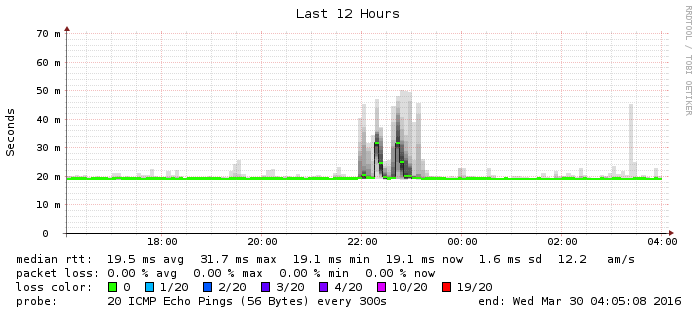 Last 12 Hours
RRDTOOL / TOBI OETIKER
Seconds
70 m
60 m
50 m
40 m
30 m
20 m
10 m
0
18:00 20:00 22:00 00:00 02:00 04:00
median rtt: 19.5 ms avg 31.7 ms max 19.1 ms min 19.1 ms now 1.6 ms sd 12.2 am/s
packet loss: 0.00 % avg 0.00 % max 0.00 % min 0.00 % now
loss color: 0 1/20 2/20 3/20 4/20 10/20 19/20
probe: 20 ICMP Echo Pings (56 Bytes) every 300s end: Wed Mar 30 04:05:08 2016